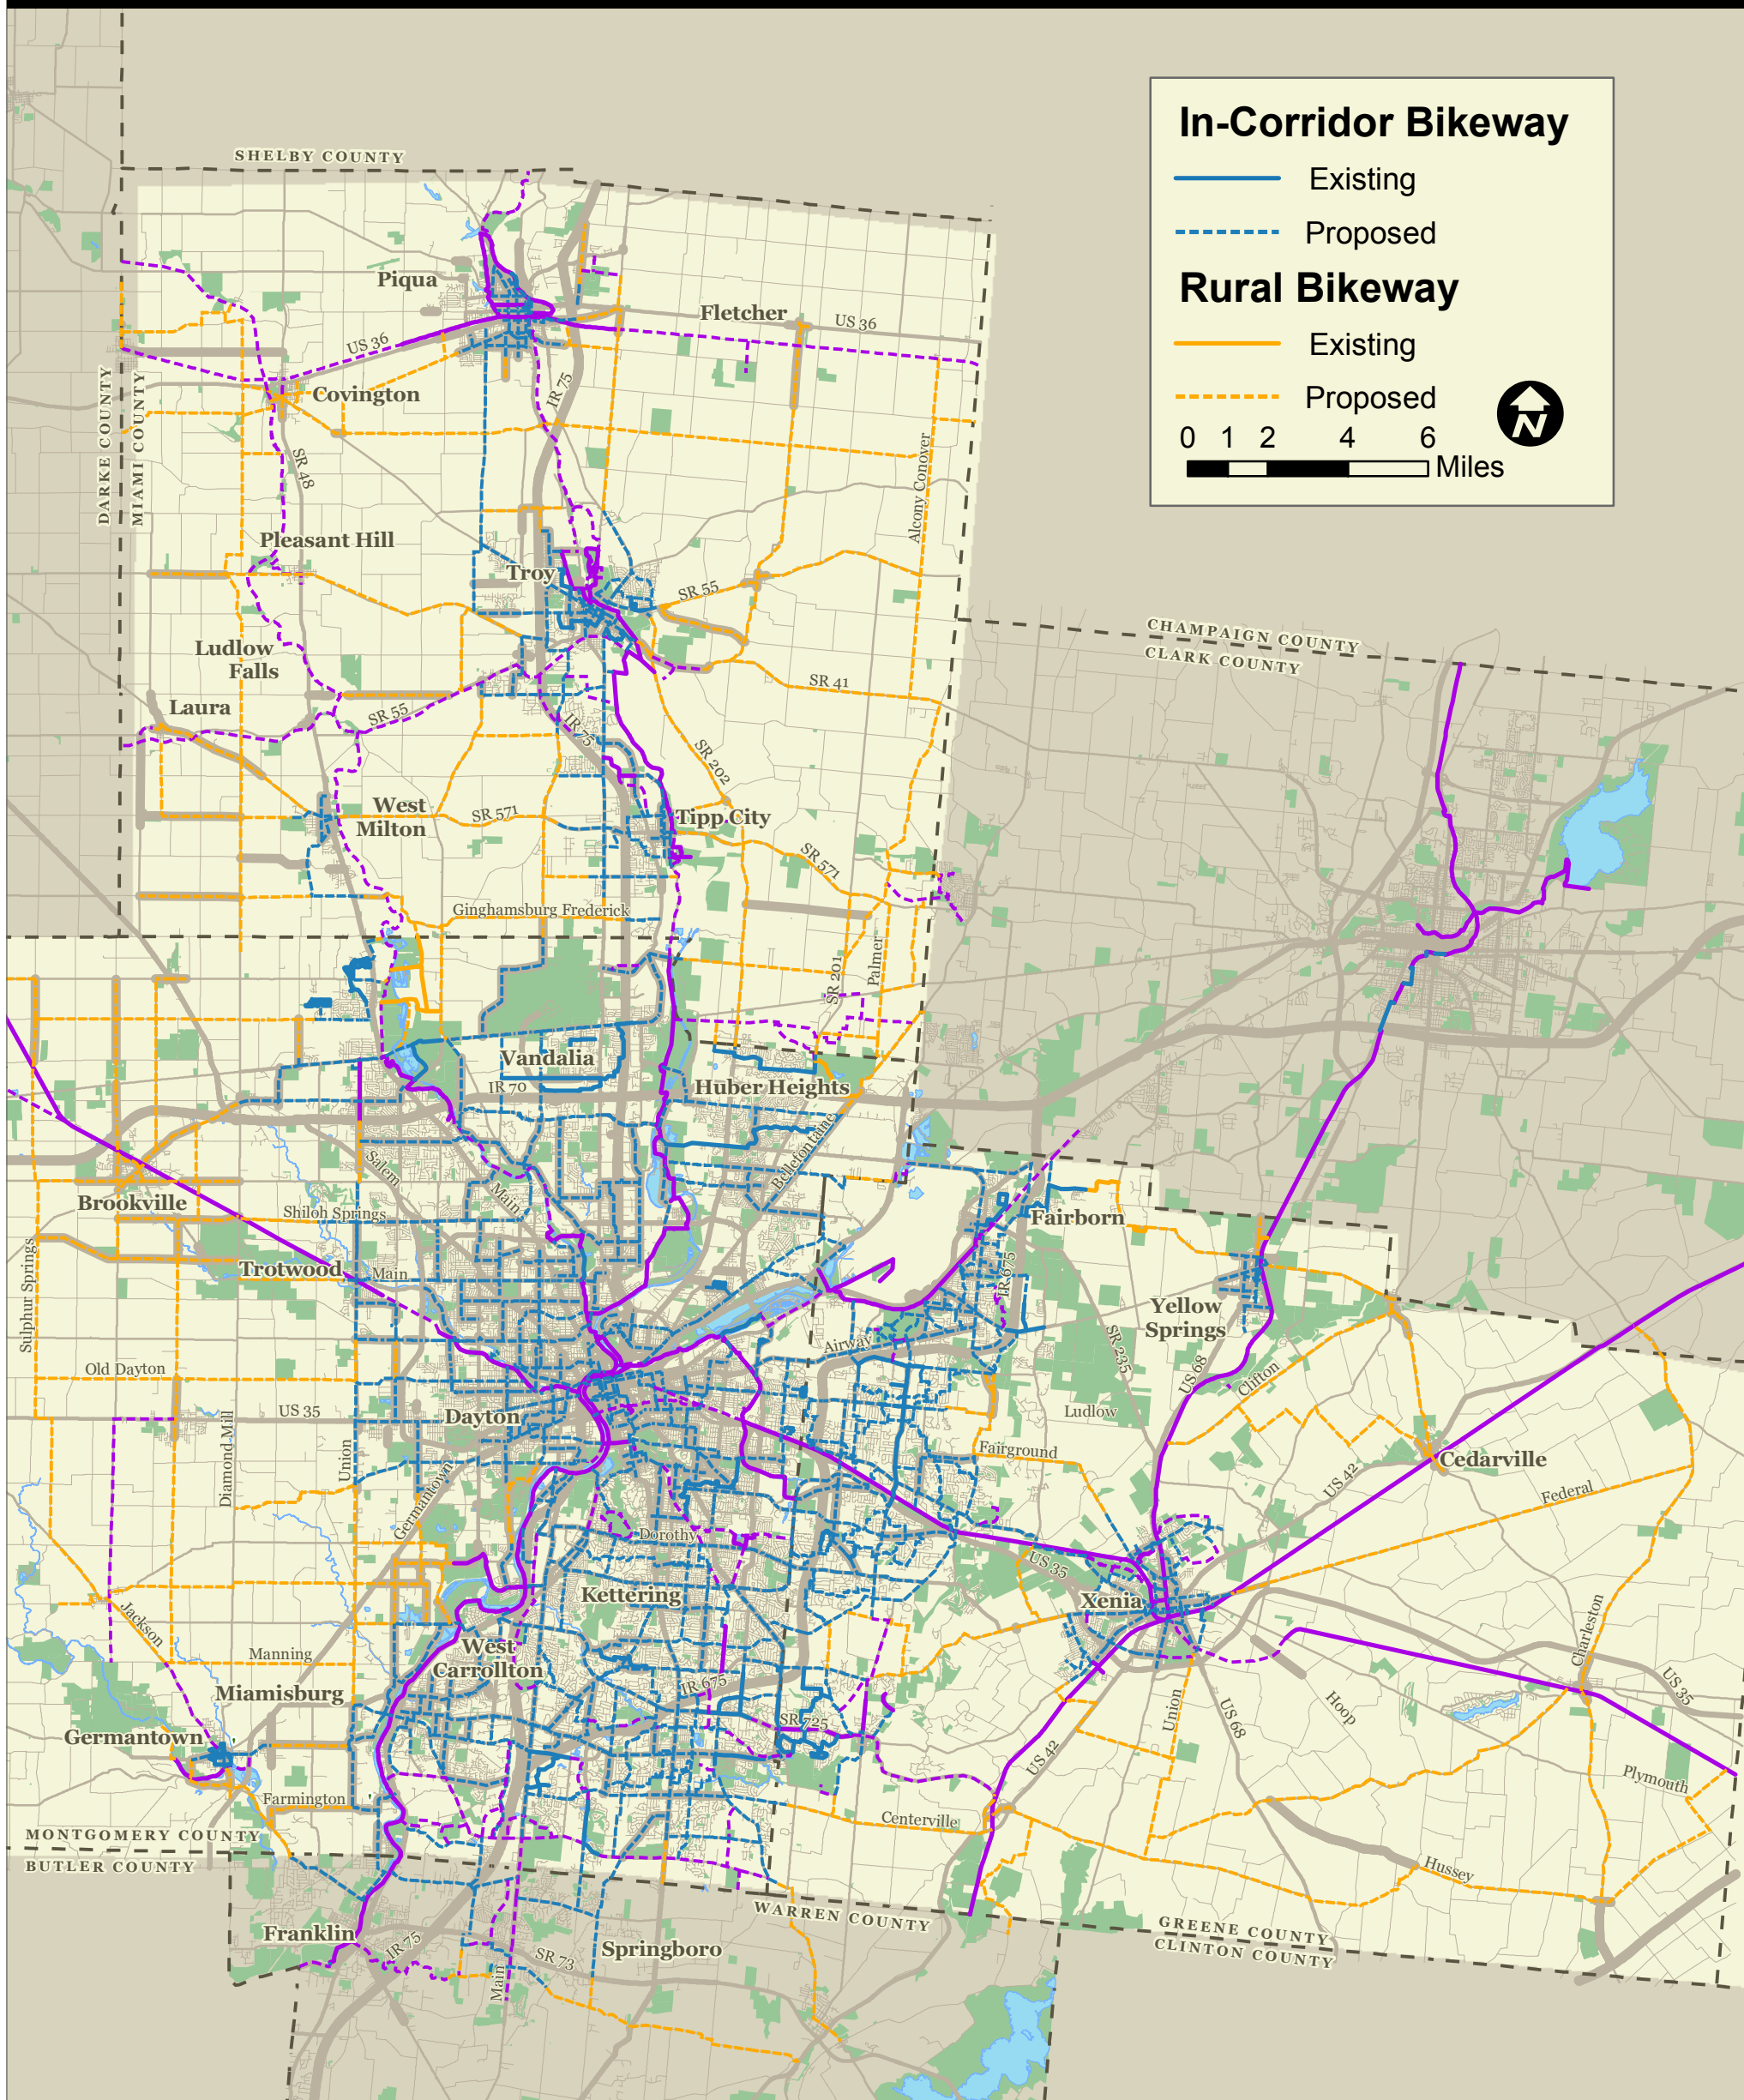 In-Corridor Bikeway
Existing
Proposed
Rural Bikeway
Existing
Proposed
N
0 1 2 4 6
Miles
SHELBY COUNTY
Piqua
Fletcher
US 36
US 36
IR 75
Covington
DARKE COUNTY
MIAMI COUNTY
SR 48
Alcony Conover
Pleasant Hill
Troy
SR 55
Ludlow
Falls
CHAMPAIGN COUNTY
CLARK COUNTY
SR 41
Laura
SR 55
IR 75
SR 202
West
Milton
SR 571
Tipp City
SR 571
Ginghamsburg Frederick
Palmer
SR 201
Vandalia
IR 70
Huber Heights
Bellefontaine
Salem
Main
Brookville
Shiloh Springs
Fairborn
Sulphur Springs
Trotwood
Main
IR 675
Yellow
Springs
Airway
SR 235
US 68
Clifton
Old Dayton
US 35
Dayton
Ludlow
Diamond Mill
Union
Fairground
Cedarville
Germantown
US 42
Federal
Dorothy
US 35
Kettering
Xenia
Jackson
Charleston
West
Carrollton
Manning
IR 675
US 35
Miamisburg
Hoop
Union
US 68
SR 725
Germantown
US 42
Plymouth
Farmington
Centerville
MONTGOMERY COUNTY
BUTLER COUNTY
Hussey
WARREN COUNTY
GREENE COUNTY
CLINTON COUNTY
Franklin
IR 75
Springboro
SR 73
Main